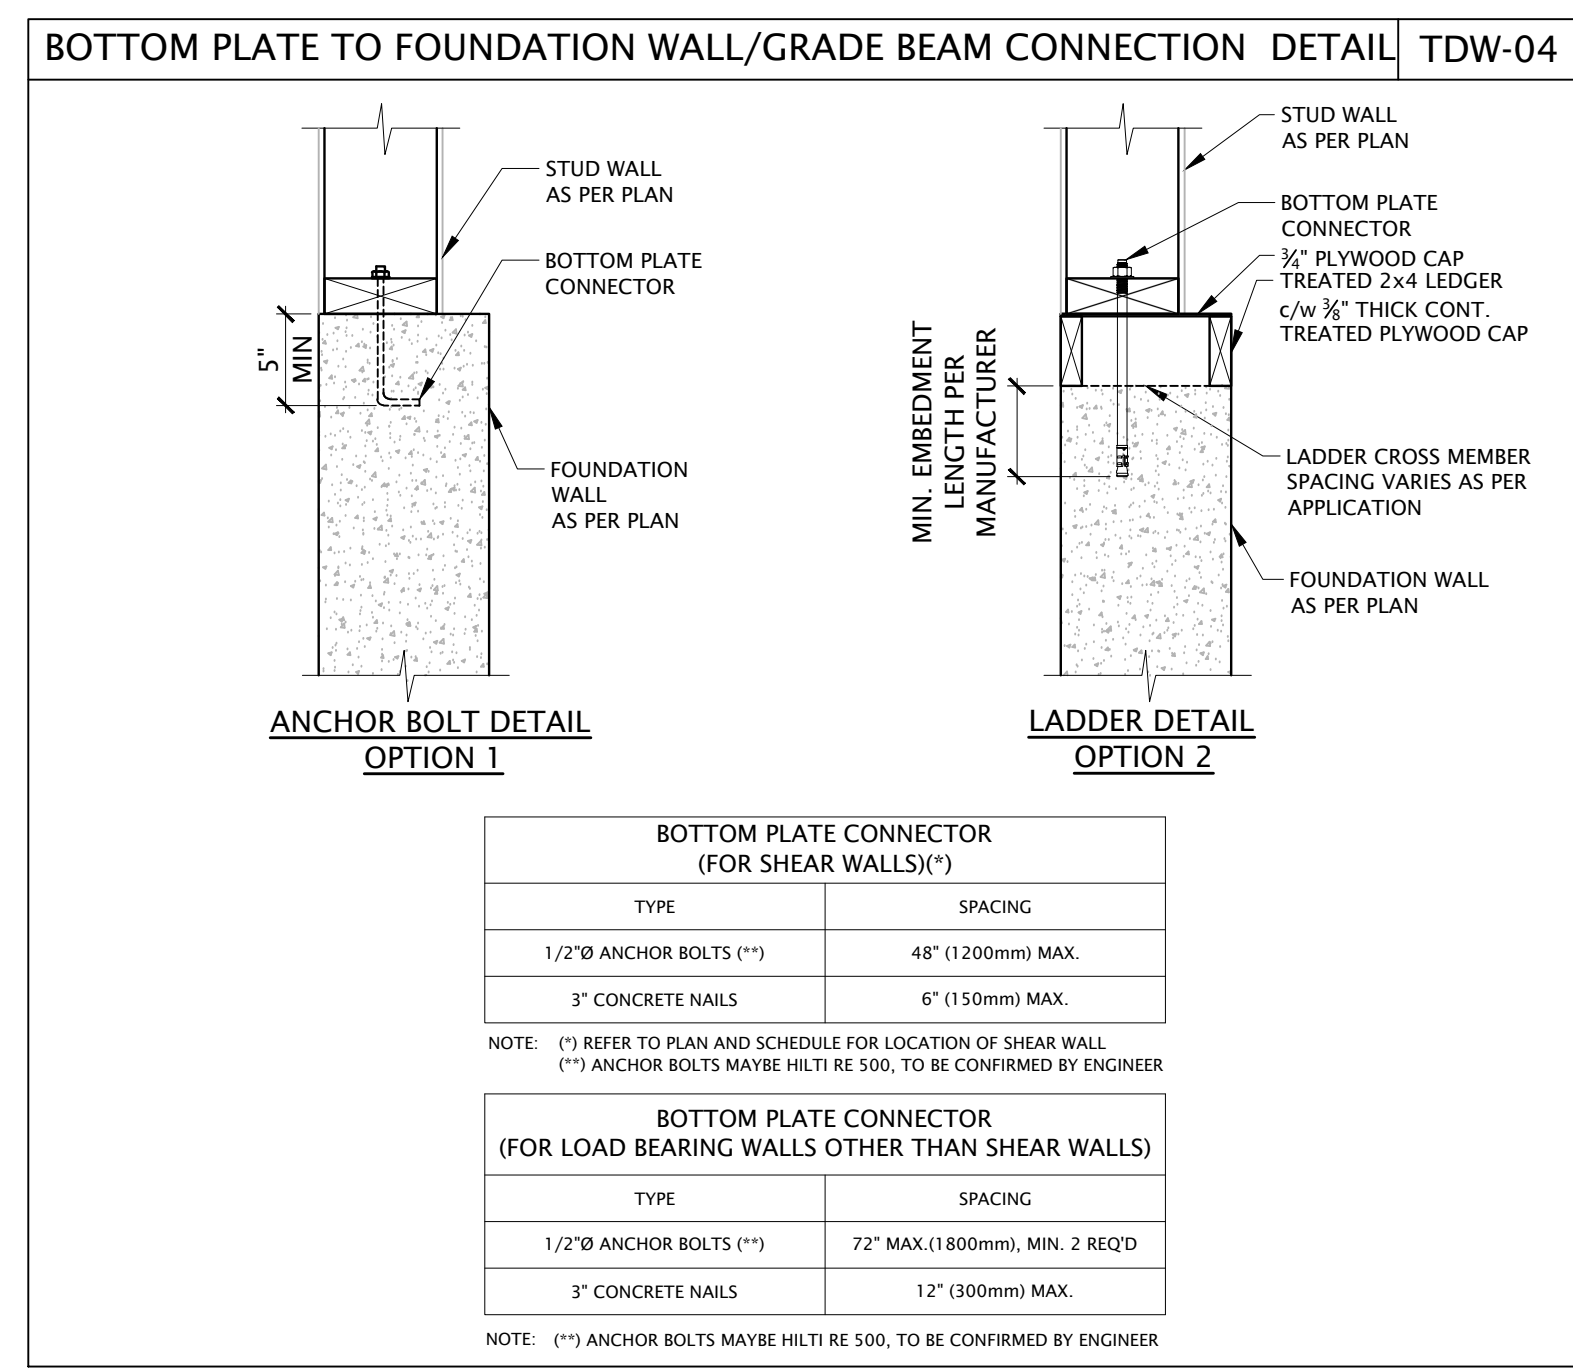 BOTTOM PLATE TO FOUNDATION WALL/GRADE BEAM CONNECTION DETAIL
TDW-04
STUD WALL
AS PER PLAN
BOTTOM PLATE
CONNECTOR
5"
MIN
FOUNDATION
WALL
AS PER PLAN
ANCHOR BOLT DETAIL
OPTION 1
STUD WALL
AS PER PLAN
BOTTOM PLATE
CONNECTOR
¾" PLYWOOD CAP
TREATED 2x4 LEDGER
c/w ⅜" THICK CONT.
TREATED PLYWOOD CAP
MIN. EMBEDMENT
LENGTH PER
MANUFACTURER
LADDER CROSS MEMBER
SPACING VARIES AS PER
APPLICATION
FOUNDATION WALL
AS PER PLAN
LADDER DETAIL
OPTION 2
BOTTOM PLATE CONNECTOR
(FOR SHEAR WALLS)(*)
TYPE SPACING
1/2"Ø ANCHOR BOLTS (**) 48" (1200mm) MAX.
3" CONCRETE NAILS 6" (150mm) MAX.
NOTE: (*) REFER TO PLAN AND SCHEDULE FOR LOCATION OF SHEAR WALL
(**) ANCHOR BOLTS MAYBE HILTI RE 500, TO BE CONFIRMED BY ENGINEER
BOTTOM PLATE CONNECTOR
(FOR LOAD BEARING WALLS OTHER THAN SHEAR WALLS)
TYPE SPACING
1/2"Ø ANCHOR BOLTS (**) 72" MAX.(1800mm), MIN. 2 REQ'D
3" CONCRETE NAILS 12" (300mm) MAX.
NOTE: (**) ANCHOR BOLTS MAYBE HILTI RE 500, TO BE CONFIRMED BY ENGINEER